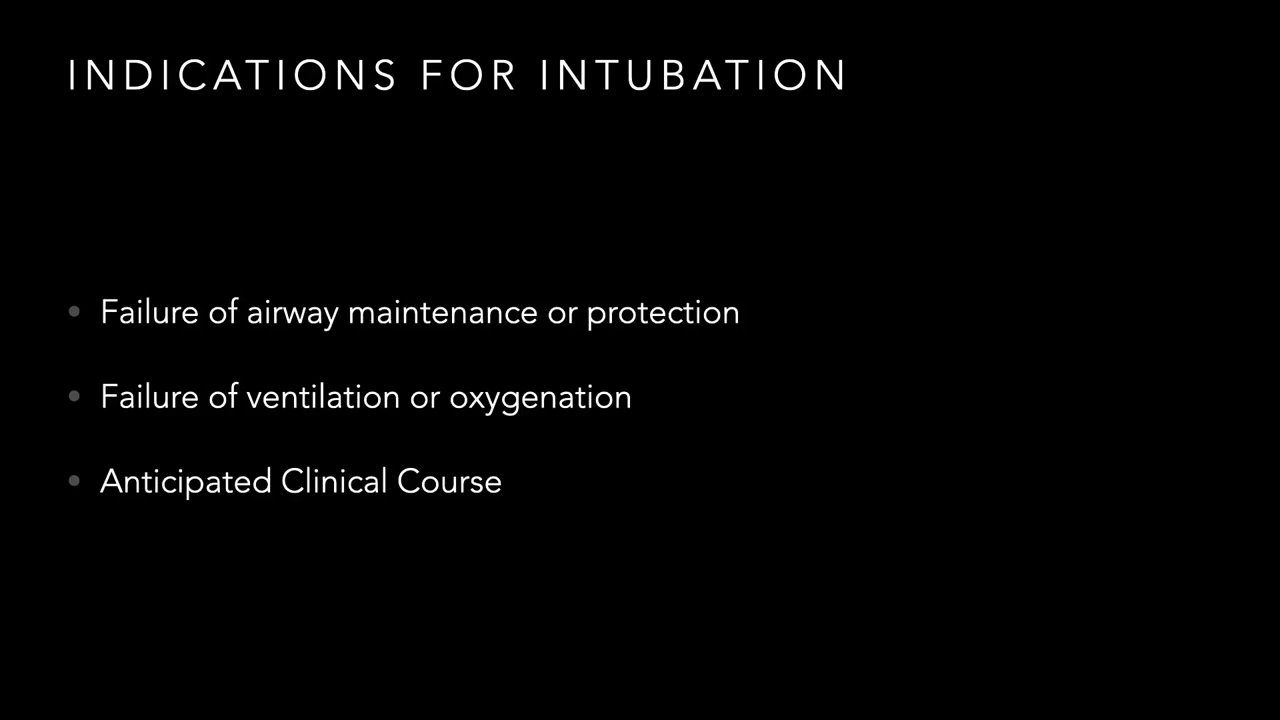 INDICATIONS FOR INTUBATION
• Failure of airway maintenance or protection
• Failure of ventilation or oxygenation
• Anticipated Clinical Course